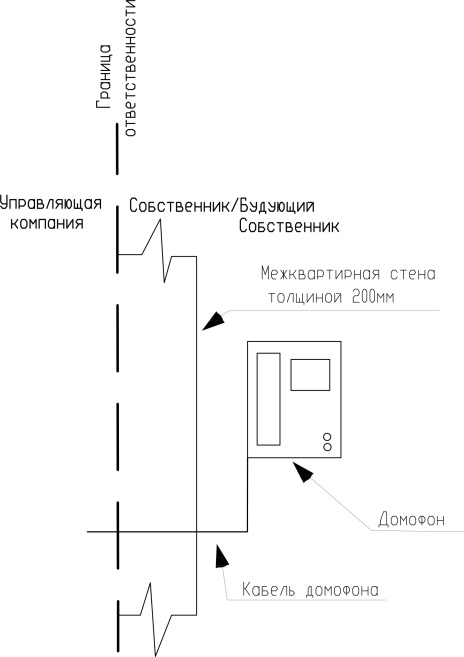 Граница
ответственности
Управляющая
компания
Собственник/Будующий
Собственник
Межквартирная стена
толщиной 200мм
Домофон
Кабель домофона